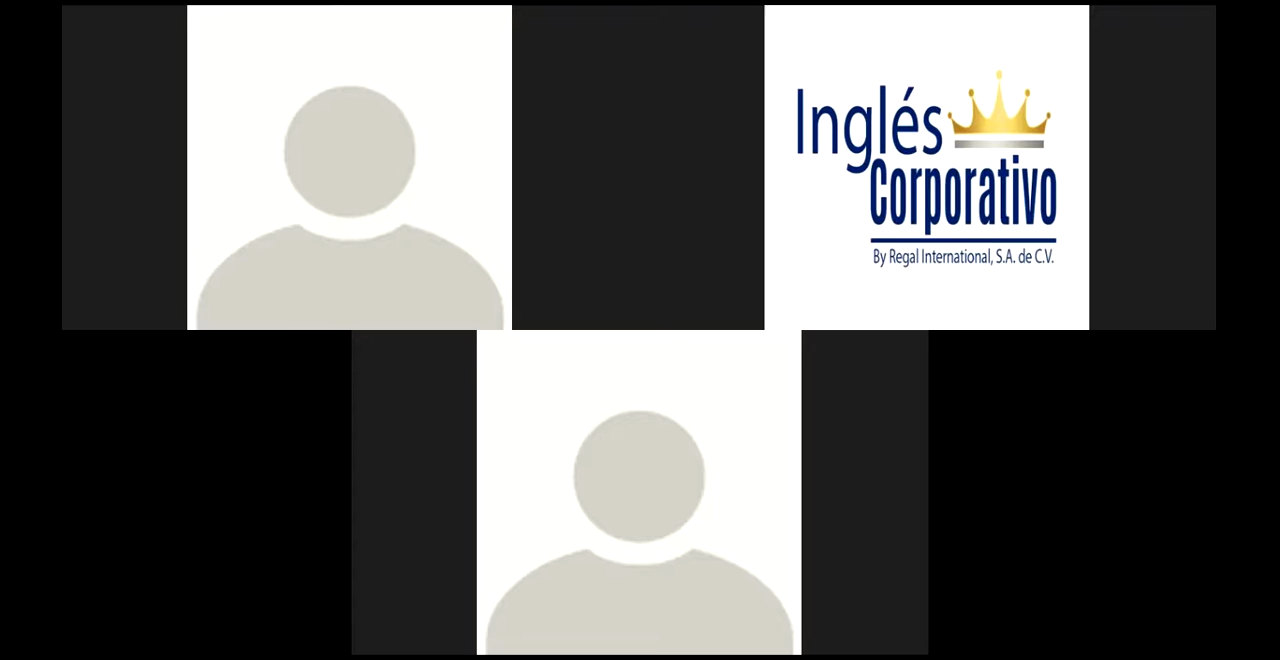 Inglés
Corporativo
By Regal International, S.A. de C.V.